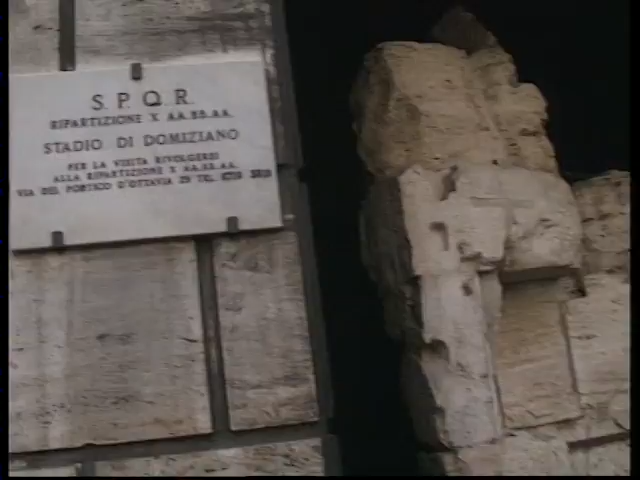 S.P.Q.R.
RIPARTIZIONE X AA.BB.AA.
STADIO DI DOMIZIANO
PER LA VISITA RIVOLGERSI
ALLA RIPARTIZIONE X AA.BB.AA.
VIA DEL PORTICO D'OTTAVIA 29 TEL.